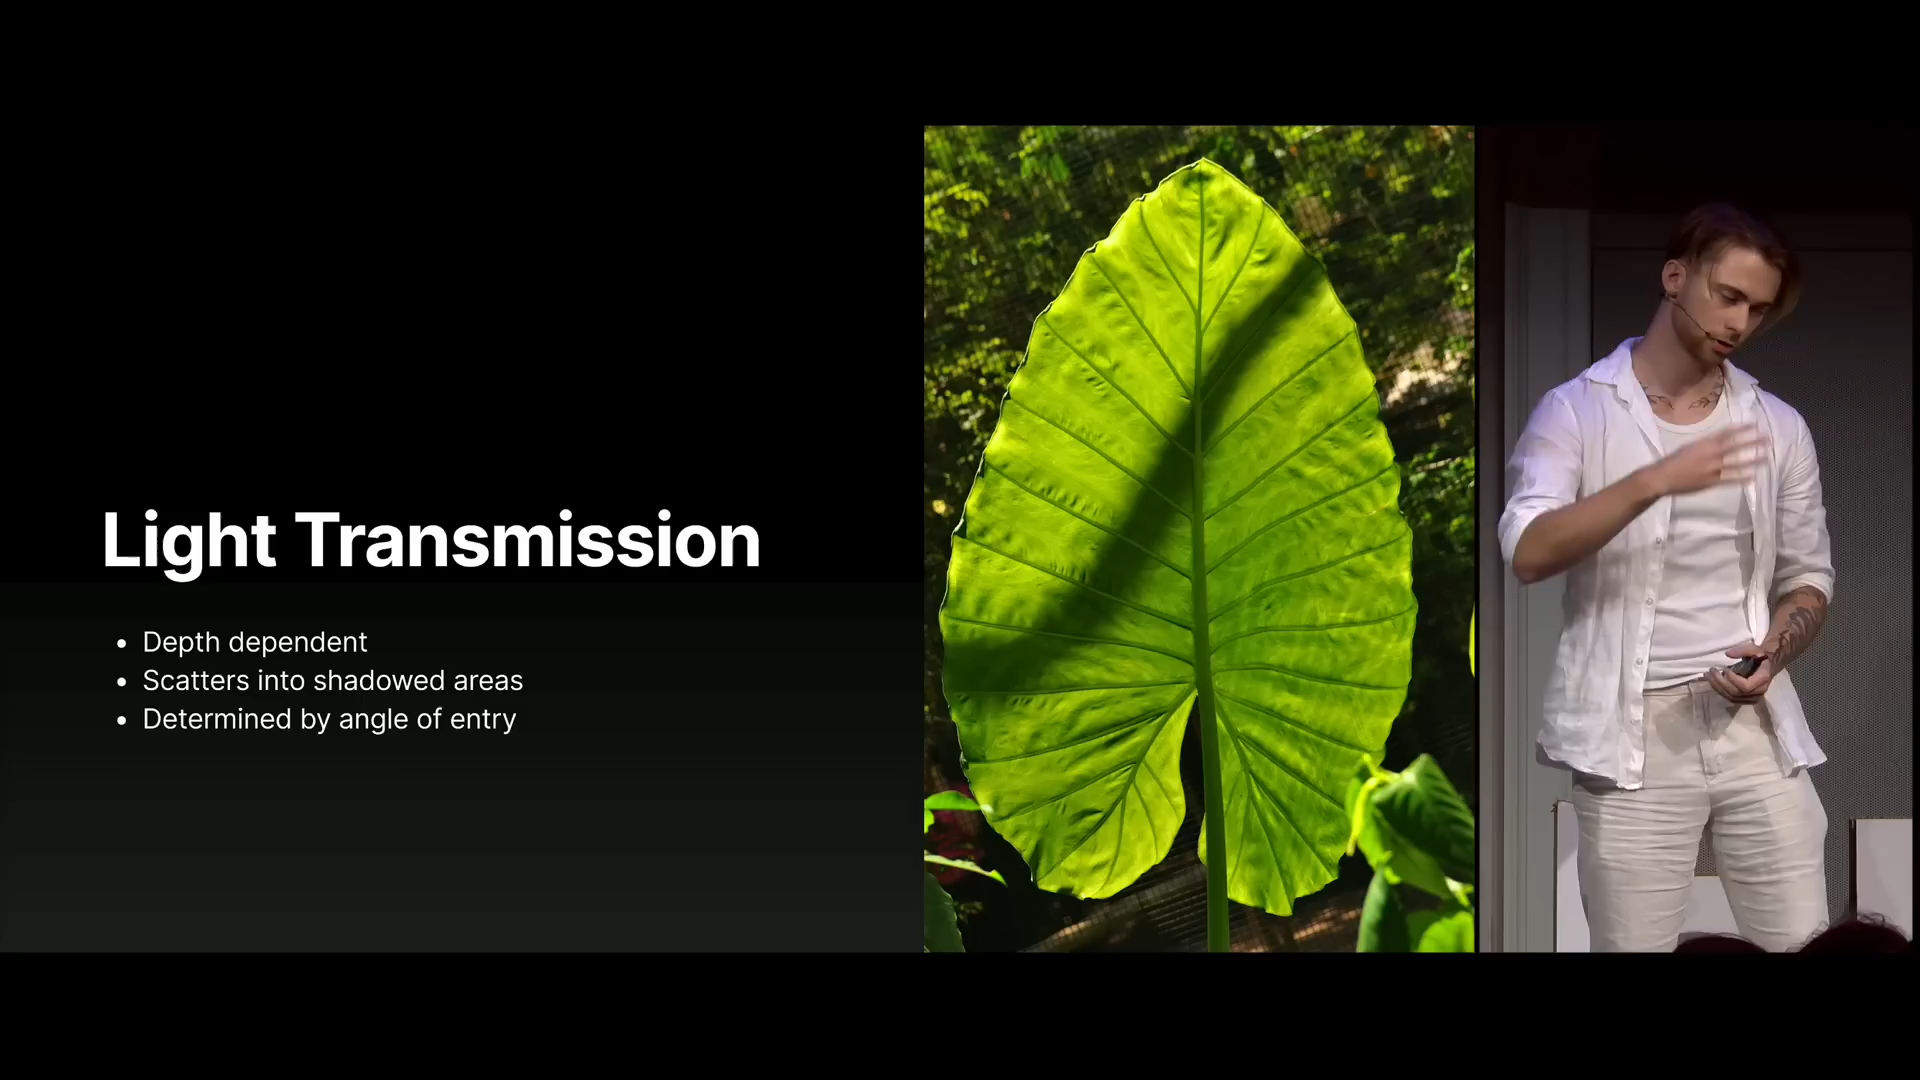 Light Transmission
• Depth dependent
• Scatters into shadowed areas
• Determined by angle of entry